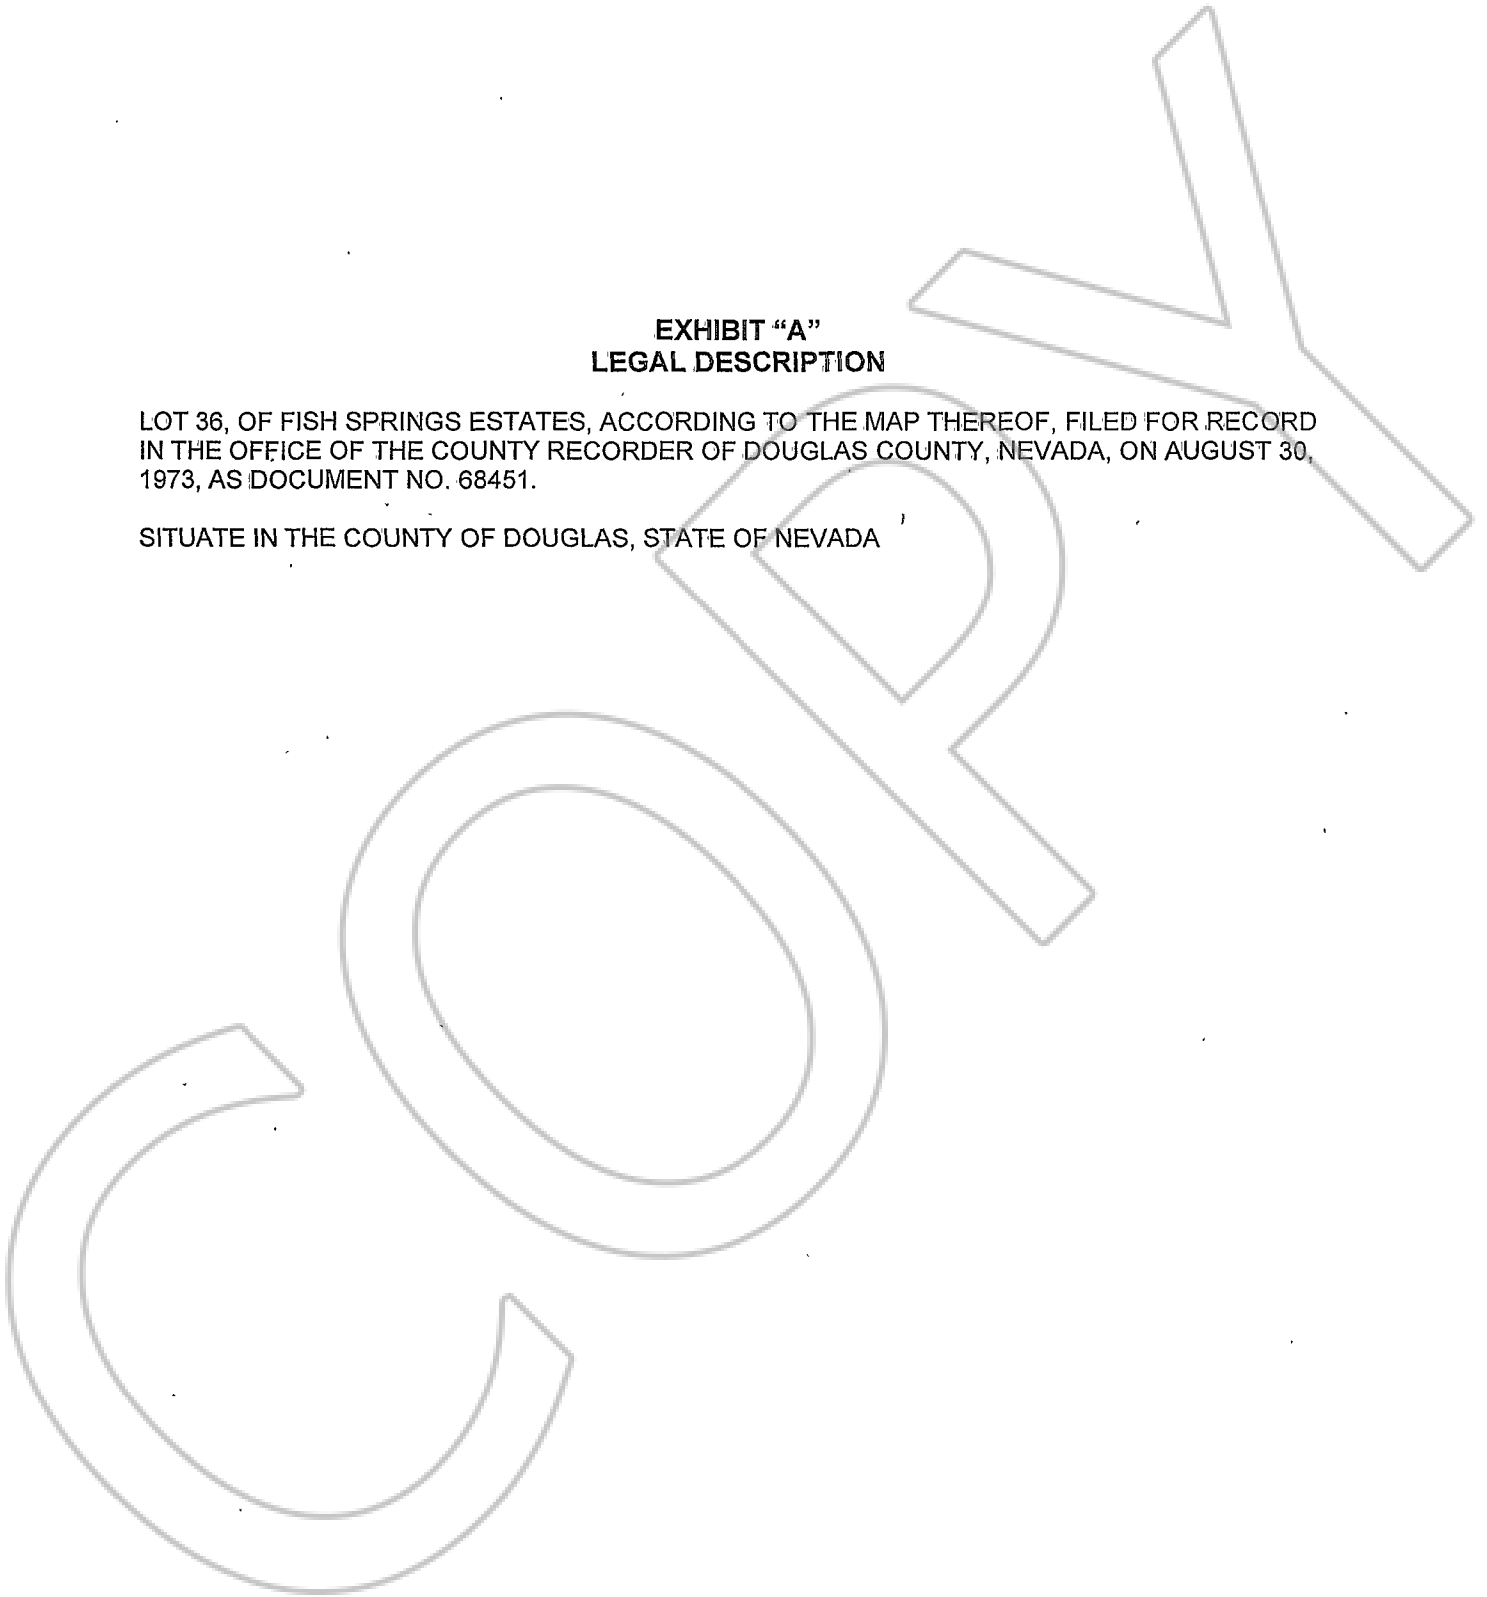 EXHIBIT “A”
LEGAL DESCRIPTION
LOT 36, OF FISH SPRINGS ESTATES, ACCORDING TO THE MAP THEREOF, FILED FOR RECORD
IN THE OFFICE OF THE COUNTY RECORDER OF DOUGLAS COUNTY, NEVADA, ON AUGUST 30,
1973, AS DOCUMENT NO. 68451.
SITUATE IN THE COUNTY OF DOUGLAS, STATE OF NEVADA
COPY